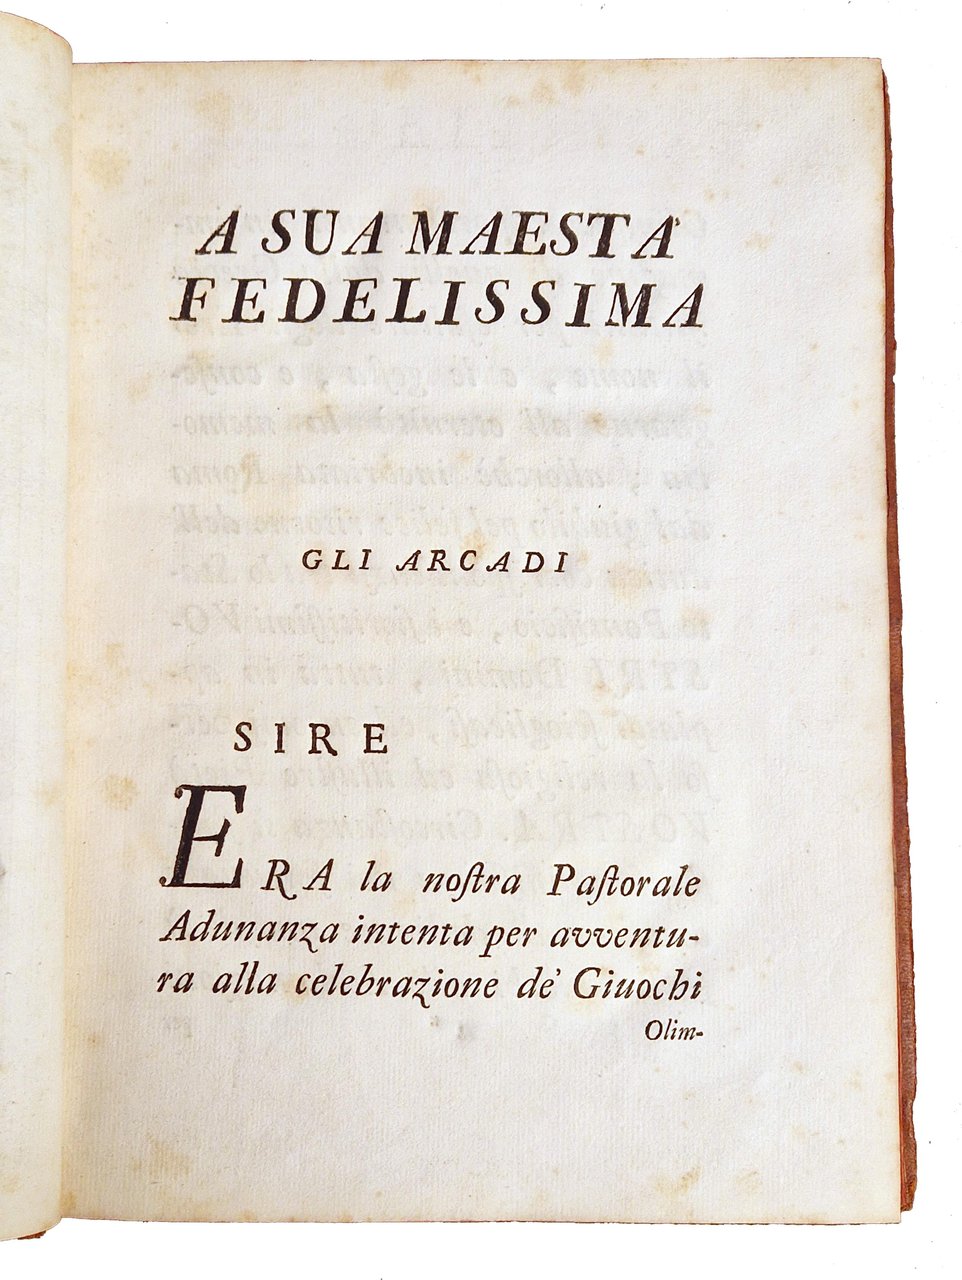 A SUA MAESTA'
FEDELISSIMA
GLI ARCADI
SIRE
ERA la noſtra Paſtorale
Adunanza intenta per avventu-
ra alla celebrazione de' Giuochi
Olim-